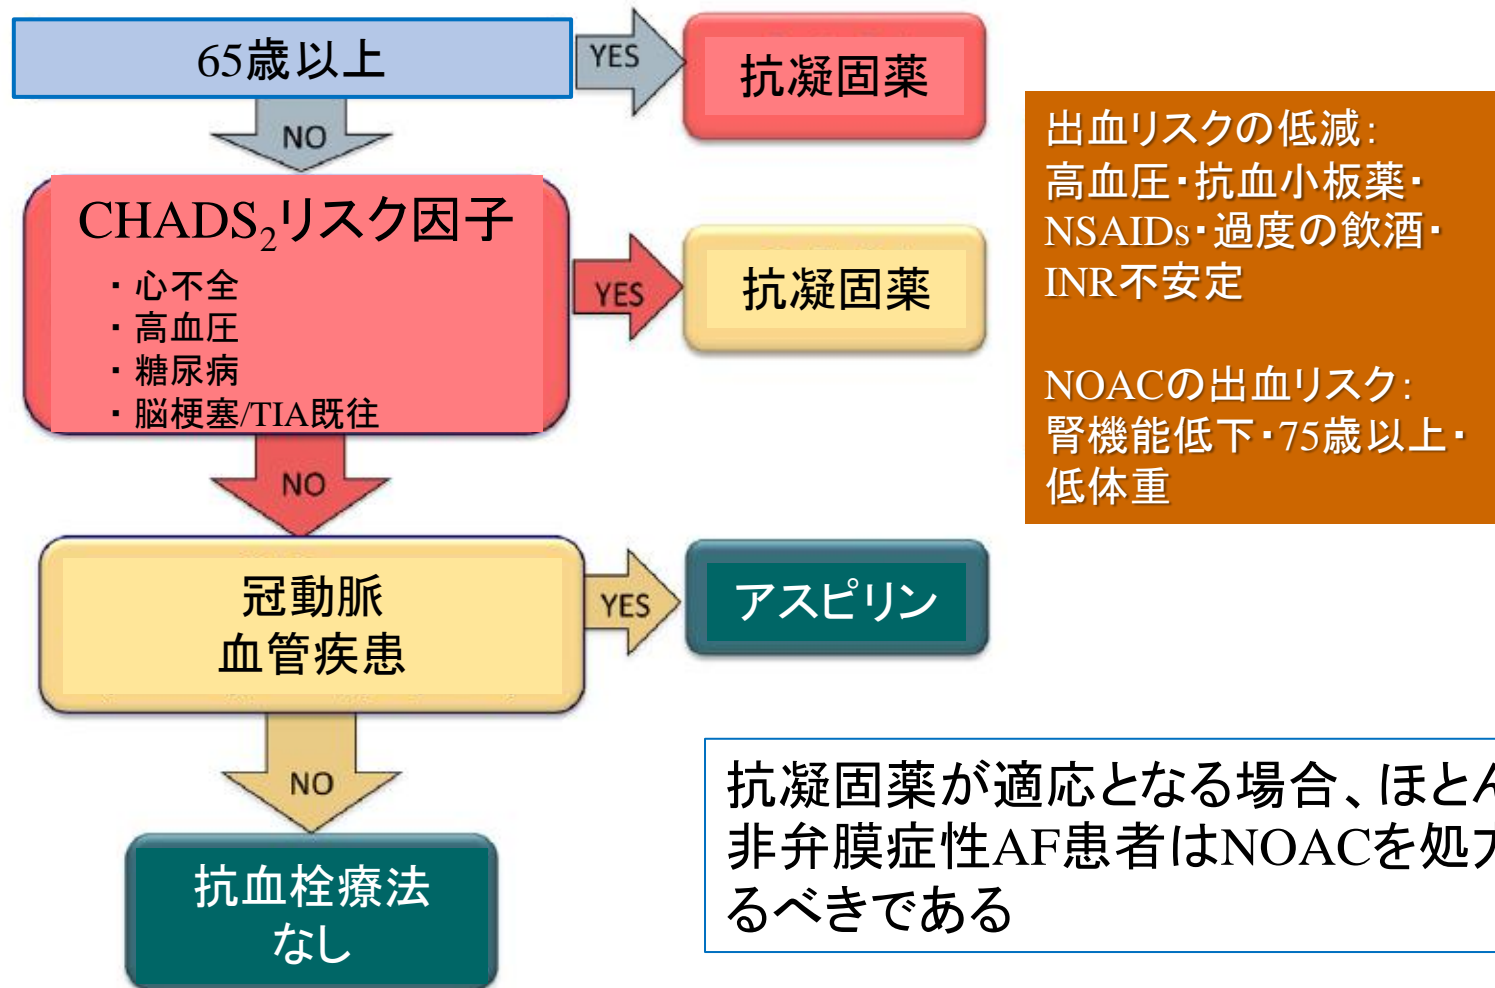 65歳以上
YES
抗凝固薬
NO
CHADS2リスク因子
・心不全
・高血圧
・糖尿病
・脳梗塞/TIA既往
YES
抗凝固薬
NO
冠動脈
血管疾患
YES
アスピリン
NO
抗血栓療法
なし
出血リスクの低減：
高血圧・抗血小板薬・
NSAIDs・過度の飲酒・
INR不安定
NOACの出血リスク：
腎機能低下・75歳以上・
低体重
抗凝固薬が適応となる場合、ほとん
非弁膜症性AF患者はNOACを処
るべきである